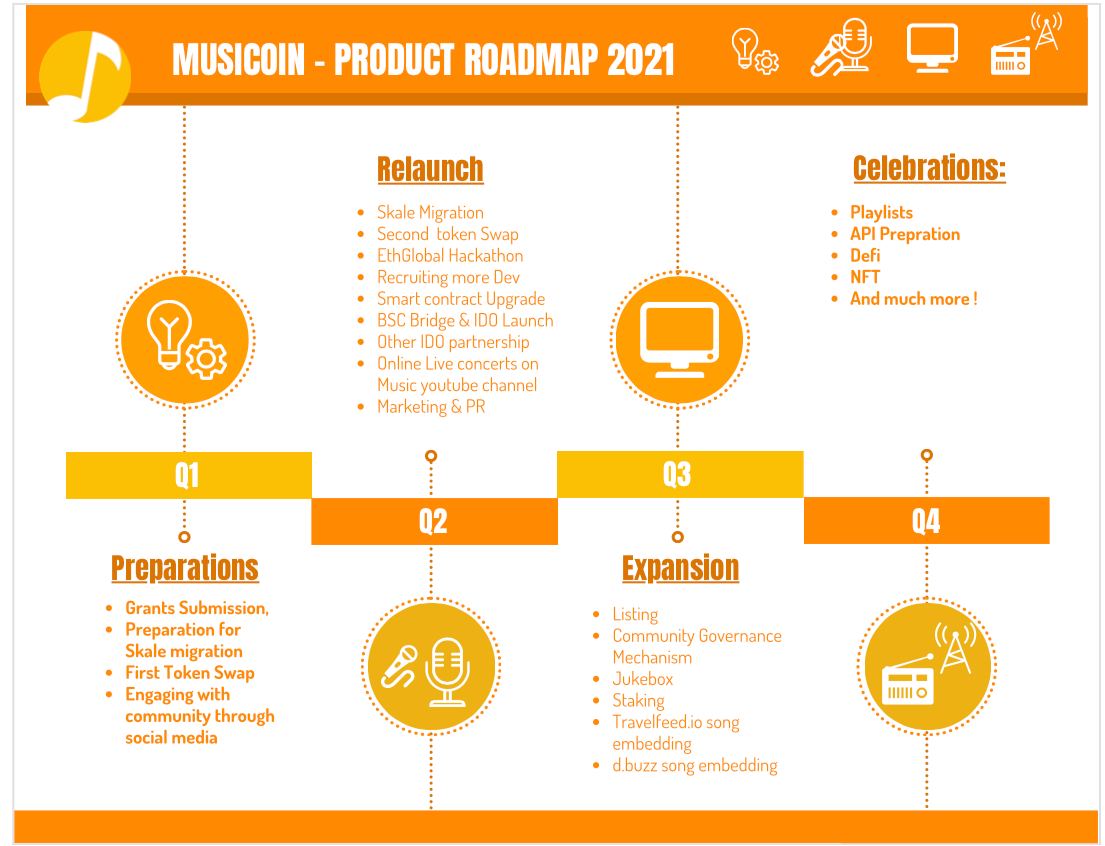 MUSICOIN - PRODUCT ROADMAP 2021
Q1
Preparations
Grants Submission,
Preparation for
Skale migration
First Token Swap
Engaging with
community through
social media
Relaunch
Skale Migration
Second token Swap
EthGlobal Hackathon
Recruiting more Dev
Smart contract Upgrade
BSC Bridge & IDO Launch
Other IDO partnership
Online Live concerts on
Music youtube channel
Marketing & PR
Q2
Q3
Expansion
Listing
Community Governance
Mechanism
Jukebox
Staking
Travelfeed.io song
embedding
d.buzz song embedding
Celebrations:
Playlists
API Prepration
Defi
NFT
And much more !
Q4